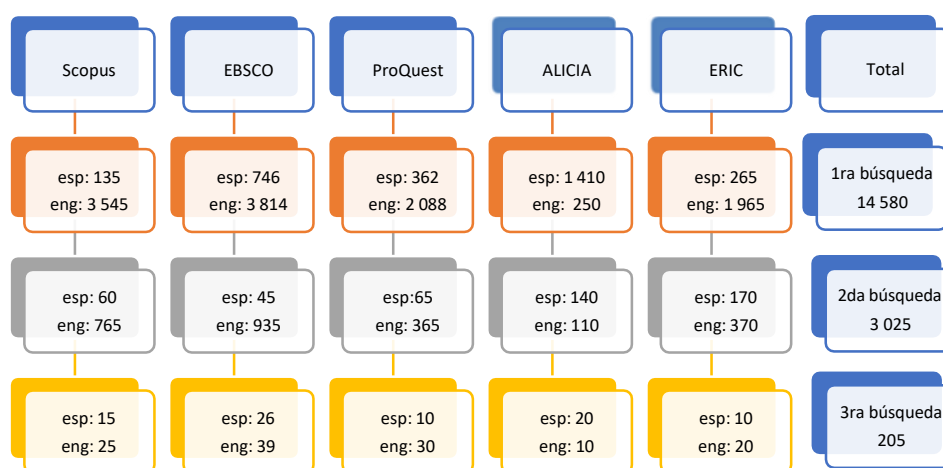 Scopus
EBSCO
ProQuest
ALICIA
ERIC
Total
esp: 135
eng: 3 545
esp: 746
eng: 3 814
esp: 362
eng: 2 088
esp: 1 410
eng: 250
esp: 265
eng: 1 965
1ra búsqueda
14 580
esp: 60
eng: 765
esp: 45
eng: 935
esp:65
eng: 365
esp: 140
eng: 110
esp: 170
eng: 370
2da búsqueda
3 025
esp: 15
eng: 25
esp: 26
eng: 39
esp: 10
eng: 30
esp: 20
eng: 10
esp: 10
eng: 20
3ra búsqueda
205